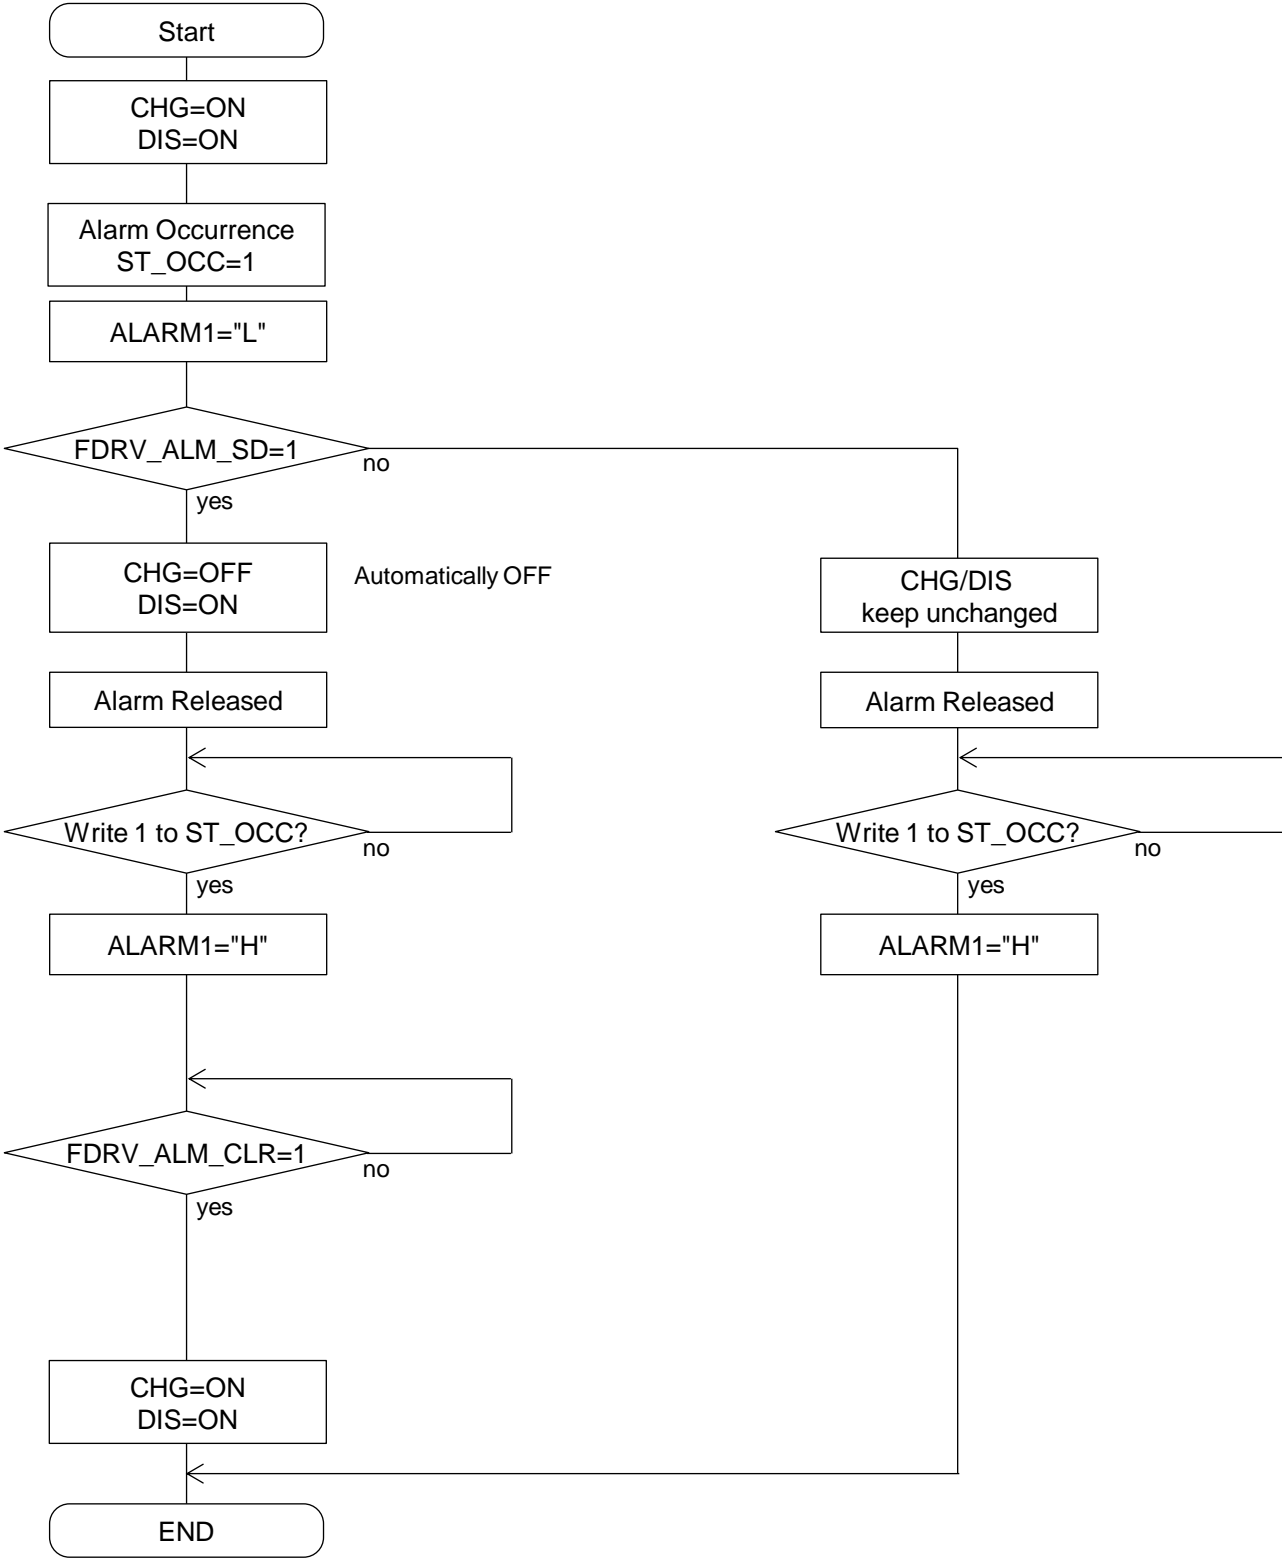 Start
CHG=ON
DIS=ON
Alarm Occurrence
ST_OCC=1
ALARM1="L"
FDRV_ALM_SD=1
no
yes
CHG=OFF
DIS=ON
Automatically OFF
CHG/DIS
keep unchanged
Alarm Released
Alarm Released
Write 1 to ST_OCC?
no
yes
Write 1 to ST_OCC?
no
yes
ALARM1="H"
ALARM1="H"
FDRV_ALM_CLR=1
no
yes
CHG=ON
DIS=ON
END